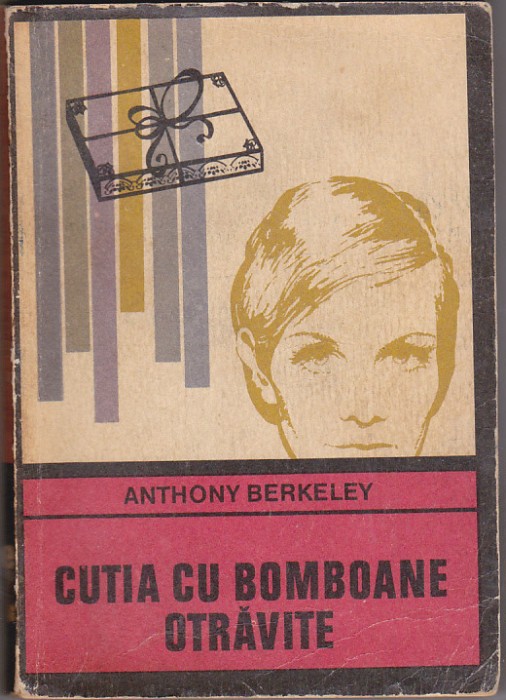 ANTHONY BERKELEY
CUTIA CU BOMBOANE
OTRĂVITE